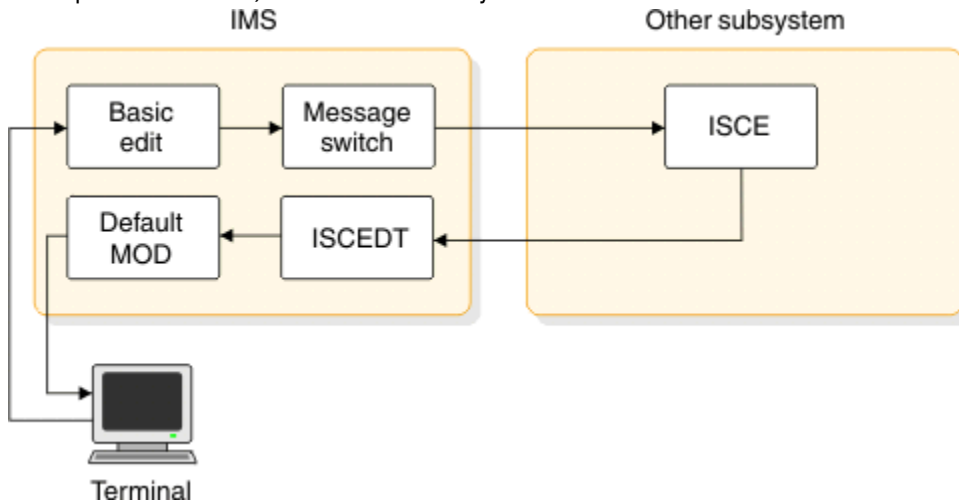 IMS
Other subsystem
Basic
edit
Message
switch
ISCE
Default
MOD
ISCEDT
Terminal